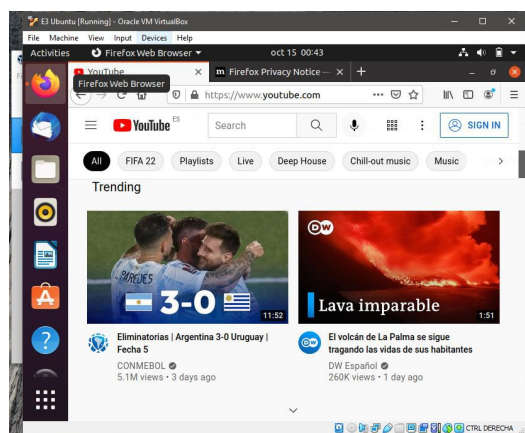 E3 Ubuntu [Running] - Oracle VM VirtualBox
File Machine View Input Devices Help
Activities Firefox Web Browser oct 15 00:43
YouTube Firefox Privacy Notice —
Firefox Web Browser
https://www.youtube.com
YouTube ES Search SIGN IN
All FIFA 22 Playlists Live Deep House Chill-out music Music
Trending
PAREDES
3-0
11:52
DW
Lava imparable
1:51
Eliminatorias | Argentina 3-0 Uruguay |
Fecha 5
CONMEBOL
5.1M views • 3 days ago
DW
El volcán de La Palma se sigue
tragando las vidas de sus habitantes
DW Español
260K views • 1 day ago
CTRL DERECHA